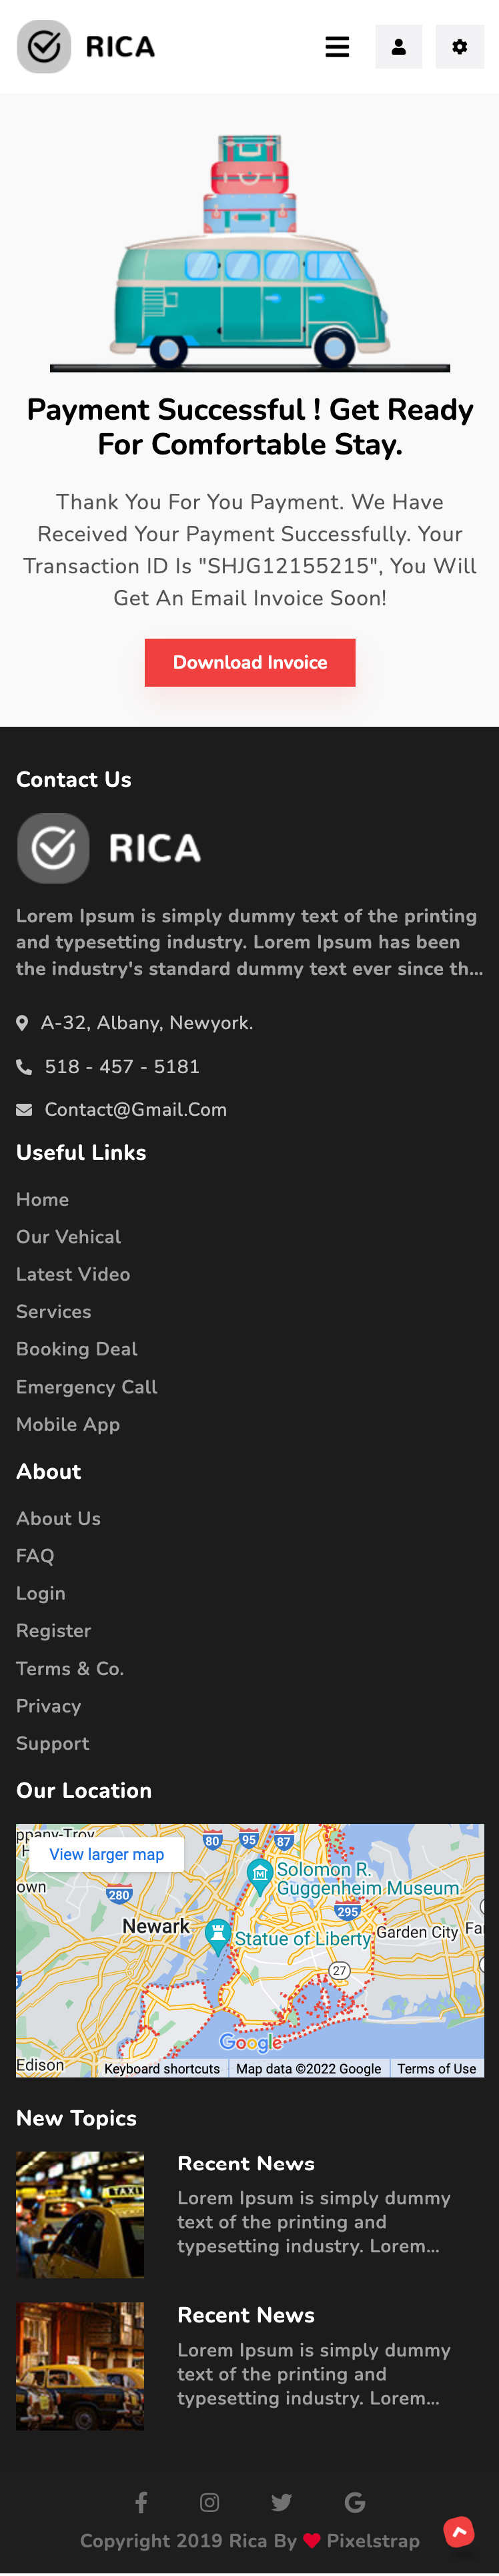 RICA
Payment Successful ! Get Ready
For Comfortable Stay.
Thank You For You Payment. We Have
Received Your Payment Successfully. Your
Transaction ID Is "SHJG12155215", You Will
Get An Email Invoice Soon!
Download Invoice
Contact Us
RICA
Lorem Ipsum is simply dummy text of the printing
and typesetting industry. Lorem Ipsum has been
the industry's standard dummy text ever since th...
A-32, Albany, Newyork.
518 - 457 - 5181
Contact@Gmail.Com
Useful Links
Home
Our Vehical
Latest Video
Services
Booking Deal
Emergency Call
Mobile App
About
About Us
FAQ
Login
Register
Terms & Co.
Privacy
Support
Our Location
ppany-Troy
View larger map
80
95
87
Solomon R.
Guggenheim Museum
own
280
295
Newark
Statue of Liberty
Garden City
27
Google
Edison
Keyboard shortcuts
Map data ©2022 Google
Terms of Use
New Topics
Recent News
Lorem Ipsum is simply dummy
text of the printing and
typesetting industry. Lorem...
TAXI
Recent News
Lorem Ipsum is simply dummy
text of the printing and
typesetting industry. Lorem...
Copyright 2019 Rica By ❤ Pixelstrap